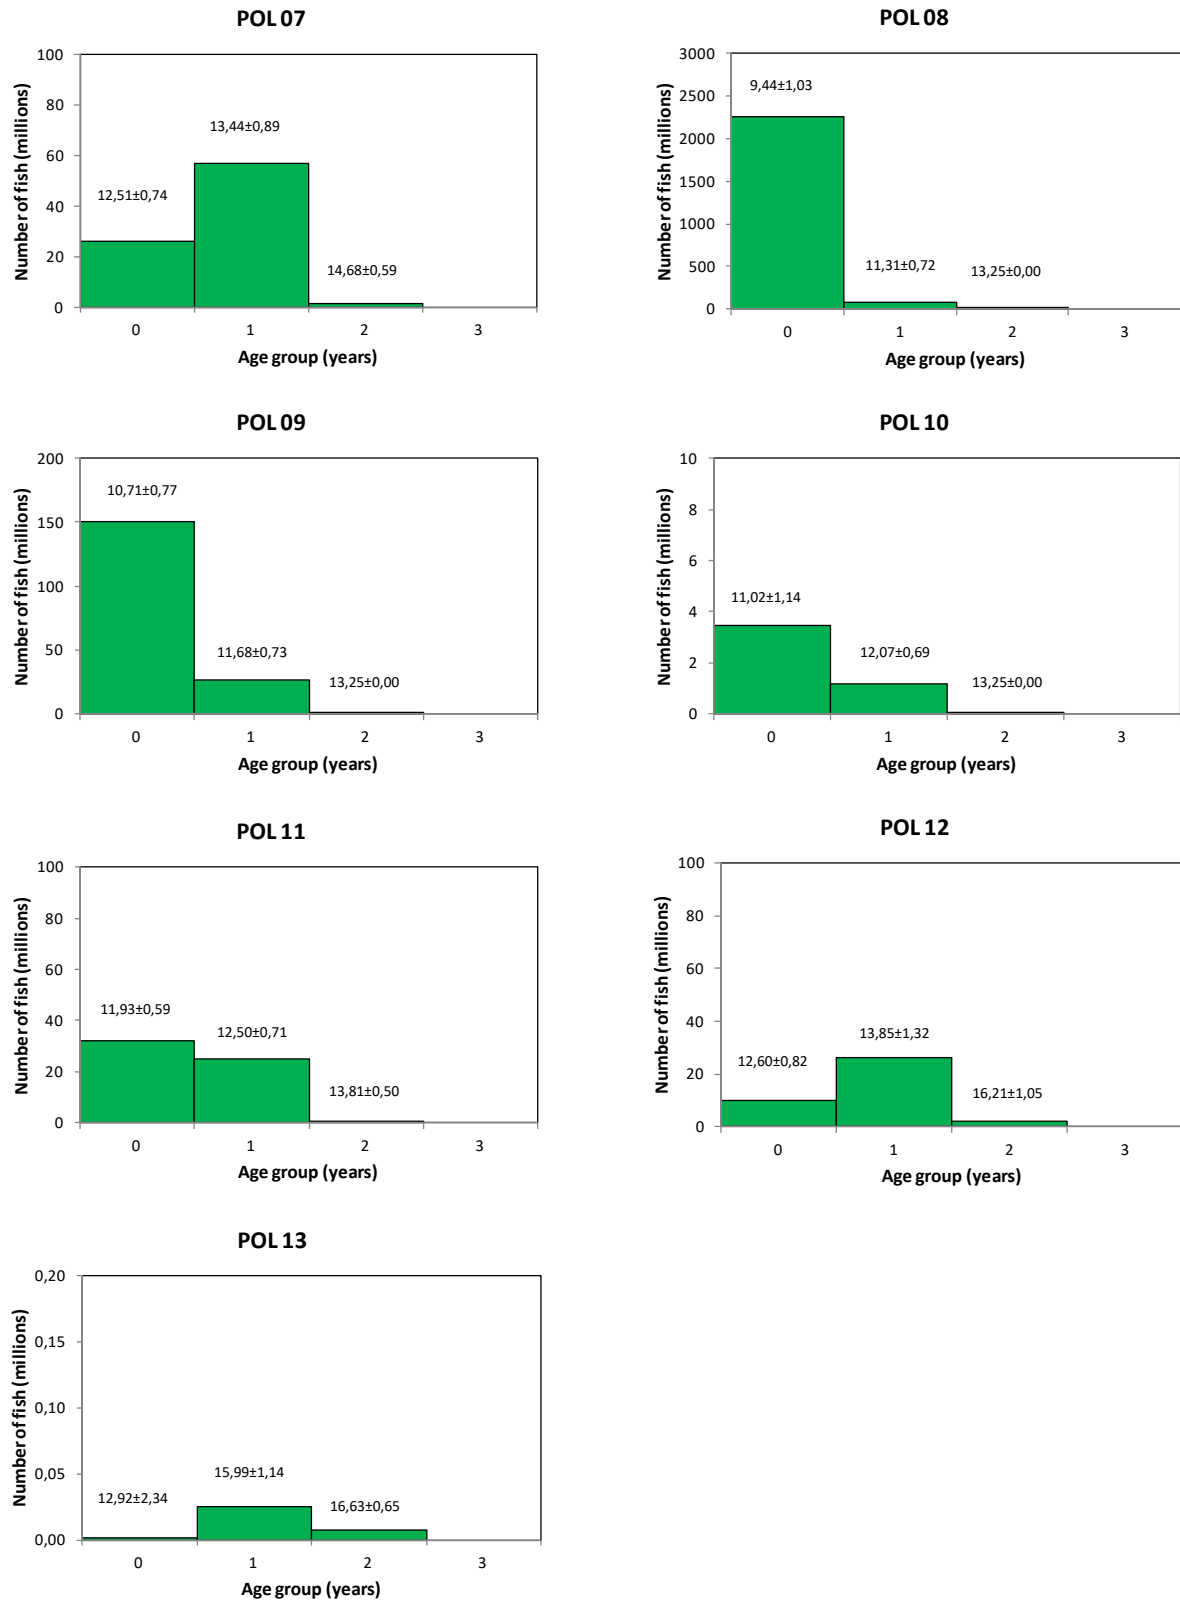 POL 07
Number of fish (millions)
100
80
60
40
20
0
12,51±0,74
13,44±0,89
14,68±0,59
0 1 2 3
Age group (years)
POL 08
Number of fish (millions)
3000
2500
2000
1500
1000
500
0
9,44±1,03
11,31±0,72
13,25±0,00
0 1 2 3
Age group (years)
POL 09
Number of fish (millions)
200
150
100
50
0
10,71±0,77
11,68±0,73
13,25±0,00
0 1 2 3
Age group (years)
POL 10
Number of fish (millions)
10
8
6
4
2
0
11,02±1,14
12,07±0,69
13,25±0,00
0 1 2 3
Age group (years)
POL 11
Number of fish (millions)
100
80
60
40
20
0
11,93±0,59
12,50±0,71
13,81±0,50
0 1 2 3
Age group (years)
POL 12
Number of fish (millions)
100
80
60
40
20
0
12,60±0,82
13,85±1,32
16,21±1,05
0 1 2 3
Age group (years)
POL 13
Number of fish (millions)
0,20
0,15
0,10
0,05
0,00
12,92±2,34
15,99±1,14
16,63±0,65
0 1 2 3
Age group (years)